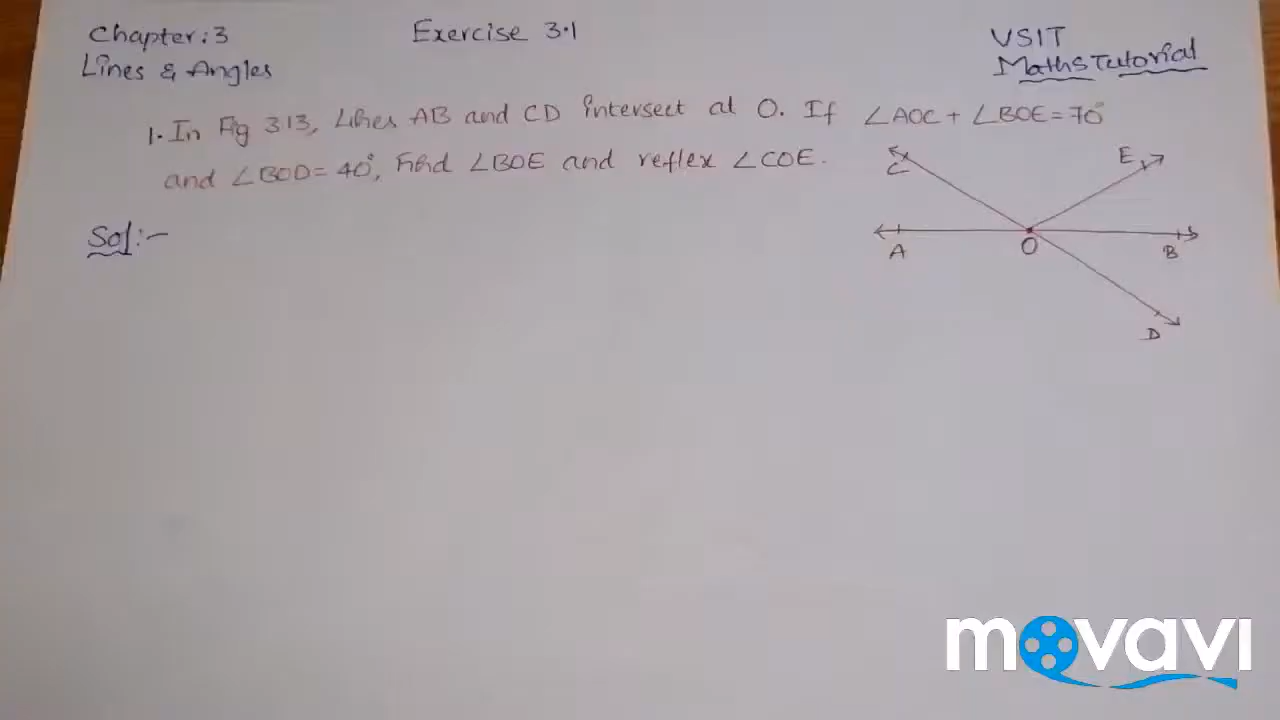 Chapter:3
Exercise 3.1
VSIT
Lines & Angles
Maths Tutorial
1. In Fig 3.13, Lines AB and CD intersect at O. If ∠AOC + ∠BOE = 70°
and ∠BOD = 40°, Find ∠BOE and reflex ∠COE.
C
E
Sol:-
A
O
B
D
movavi